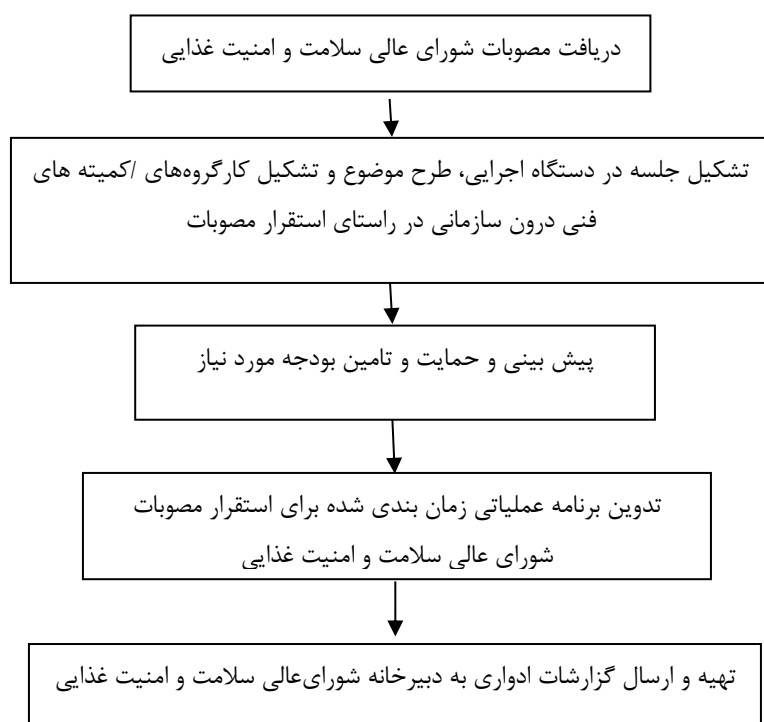 دریافت مصوبات شورای عالی سلامت و امنیت غذایی
تشکیل جلسه در دستگاه اجرایی، طرح موضوع و تشکیل کارگروه‌های /کمیته های
فنی درون سازمانی در راستای استقرار مصوبات
پیش بینی و حمایت و تامین بودجه مورد نیاز
تدوین برنامه عملیاتی زمان بندی شده برای استقرار مصوبات
شورای عالی سلامت و امنیت غذایی
تهیه و ارسال گزارشات ادواری به دبیرخانه شورای‌عالی سلامت و امنیت غذایی